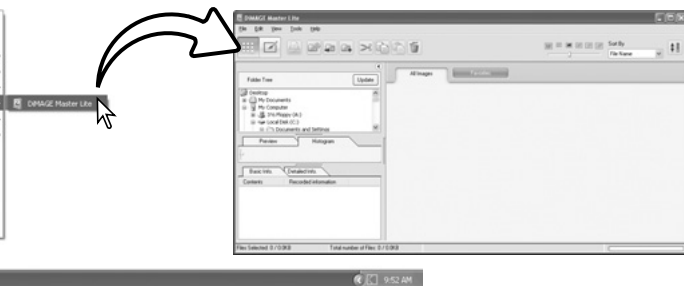 DiMAGE Master Lite
DiMAGE Master Lite
File Edit View Tools Help
Sort By
File Name
Folder Tree
Update
All Images
Favorites
Desktop
My Documents
My Computer
3½ Floppy (A:)
Local Disk (C:)
Documents and Settings
Preview
Histogram
Basic Info.
Detailed Info.
Contents
Recorded information
Files Selected: 0 / 0.0KB
Total number of Files: 0 / 0.0KB
9:52 AM